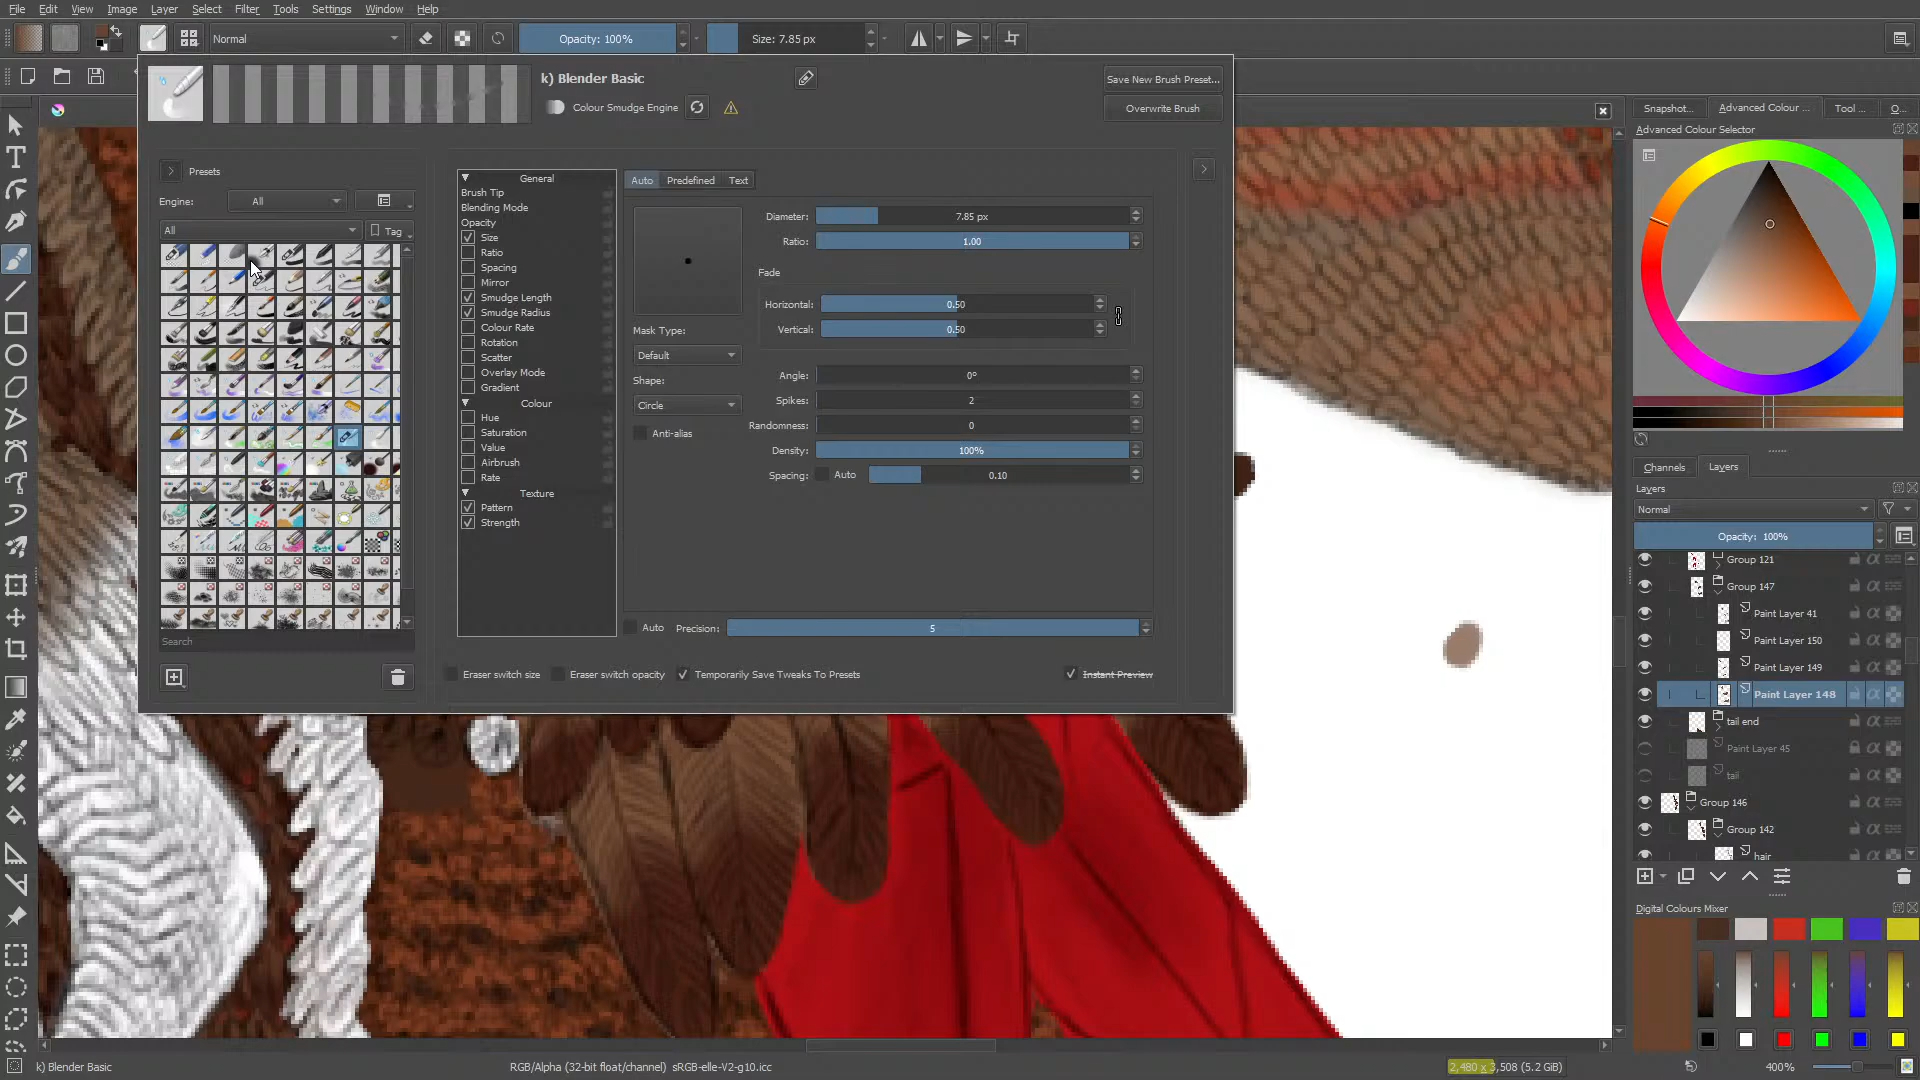 File Edit View Image Layer Select Filter Tools Settings Window Help
Normal Opacity: 100% Size: 7.85 px
k) Blender Basic
Save New Brush Preset...
Colour Smudge Engine
Overwrite Brush
Snapshot... Advanced Colour ... Tool ... O...
Advanced Colour Selector
Presets
Engine: All
All Tag
Search
General
Brush Tip
Blending Mode
Opacity
Size
Ratio
Spacing
Mirror
Smudge Length
Smudge Radius
Colour Rate
Rotation
Scatter
Overlay Mode
Gradient
Colour
Hue
Saturation
Value
Airbrush
Rate
Texture
Pattern
Strength
Auto Predefined Text
Diameter: 7.85 px
Ratio: 1.00
Fade
Horizontal: 0.50
Vertical: 0.50
Mask Type:
Default
Shape:
Circle
Anti-alias
Angle: 0°
Spikes: 2
Randomness: 0
Density: 100%
Spacing: Auto 0.10
Auto Precision: 5
Eraser switch size Eraser switch opacity Temporarily Save Tweaks To Presets Instant Preview
Channels Layers
Layers
Normal
Opacity: 100%
Group 121
Group 147
Paint Layer 41
Paint Layer 150
Paint Layer 149
Paint Layer 148
tail end
Paint Layer 45
tail
Group 146
Group 142
hair
Digital Colours Mixer
k) Blender Basic RGB/Alpha (32-bit float/channel) sRGB-elle-V2-g10.icc 2,480 x 3,508 (5.2 GiB) 400%